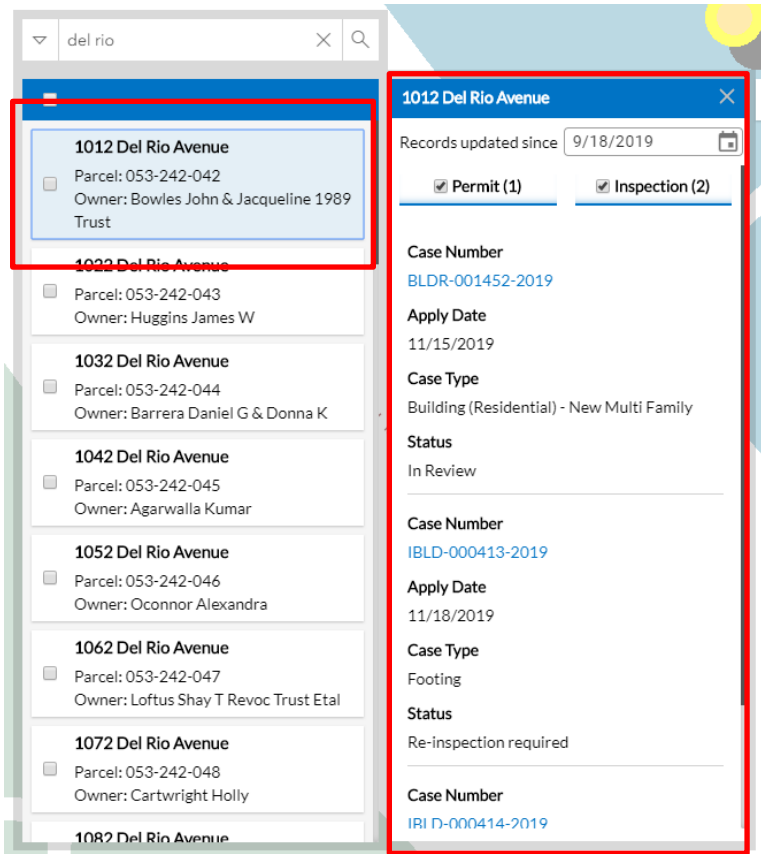 del rio
1012 Del Rio Avenue
Parcel: 053-242-042
Owner: Bowles John & Jacqueline 1989
Trust
1022 Del Rio Avenue
Parcel: 053-242-043
Owner: Huggins James W
1032 Del Rio Avenue
Parcel: 053-242-044
Owner: Barrera Daniel G & Donna K
1042 Del Rio Avenue
Parcel: 053-242-045
Owner: Agarwalla Kumar
1052 Del Rio Avenue
Parcel: 053-242-046
Owner: Oconnor Alexandra
1062 Del Rio Avenue
Parcel: 053-242-047
Owner: Loftus Shay T Revoc Trust Etal
1072 Del Rio Avenue
Parcel: 053-242-048
Owner: Cartwright Holly
1082 Del Rio Avenue
1012 Del Rio Avenue
Records updated since 9/18/2019
Permit (1) Inspection (2)
Case Number
BLDR-001452-2019
Apply Date
11/15/2019
Case Type
Building (Residential) - New Multi Family
Status
In Review
Case Number
IBLD-000413-2019
Apply Date
11/18/2019
Case Type
Footing
Status
Re-inspection required
Case Number
IBLD-000414-2019